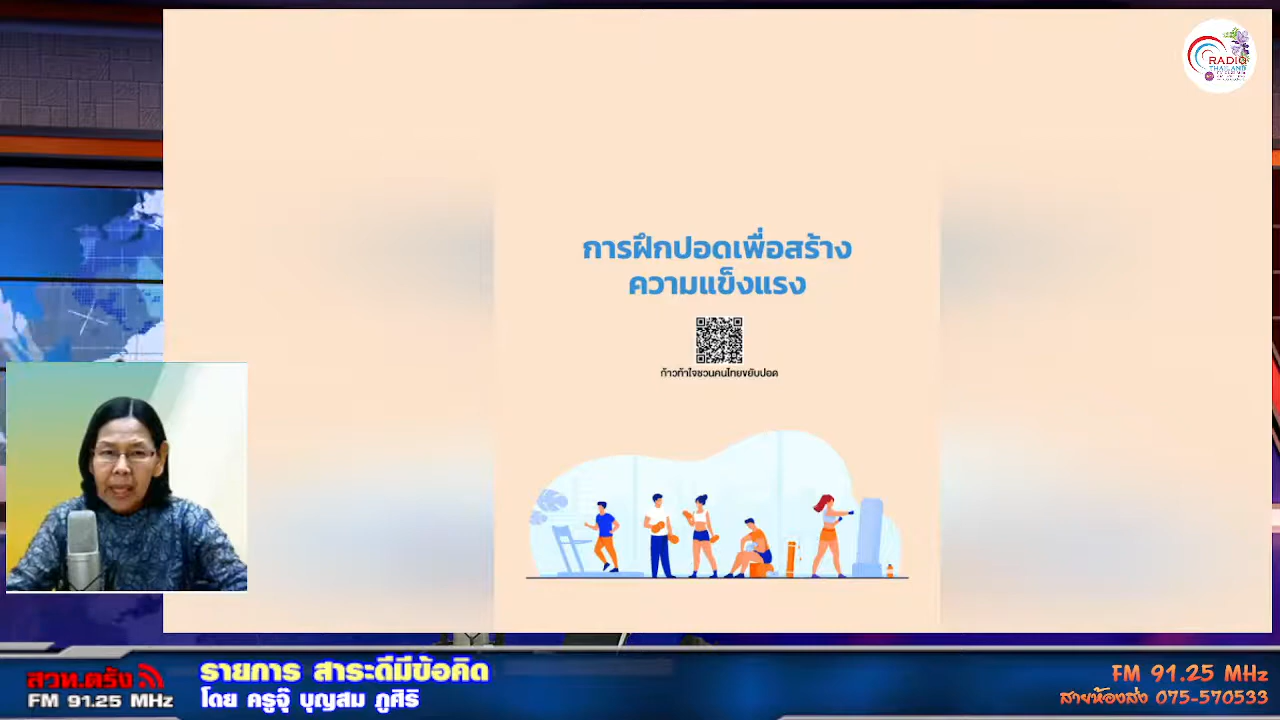 RADIO
THAILAND
การฝึกปอดเพื่อสร้าง
ความแข็งแรง
ก้าวท้าใจชวนคนไทยขยับปอด
สวท.ตรัง
FM 91.25 MHz
รายการ สาระดีมีข้อคิด
โดย ครูจุ๊ บุญสม ภูศิริ
FM 91.25 MHz
สายห้องส่ง 075-570533